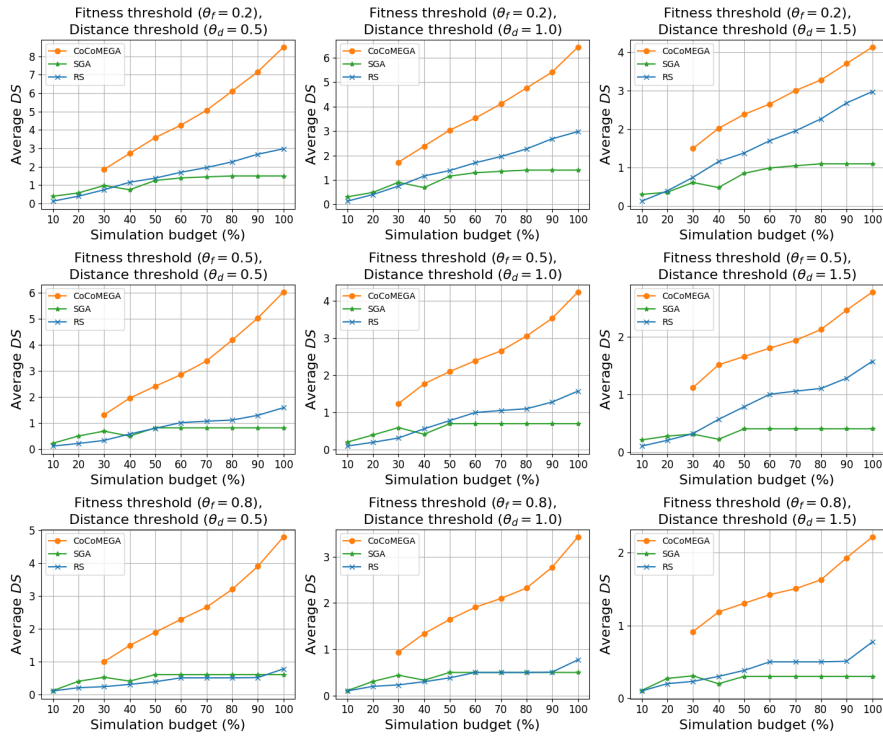 Fitness threshold (θf = 0.2),
Distance threshold (θd = 0.5)
CoCoMEGA
SGA
RS
Average DS
8
7
6
5
4
3
2
1
0
10 20 30 40 50 60 70 80 90 100
Simulation budget (%)
Fitness threshold (θf = 0.2),
Distance threshold (θd = 1.0)
CoCoMEGA
SGA
RS
Average DS
6
5
4
3
2
1
0
10 20 30 40 50 60 70 80 90 100
Simulation budget (%)
Fitness threshold (θf = 0.2),
Distance threshold (θd = 1.5)
CoCoMEGA
SGA
RS
Average DS
4
3
2
1
0
10 20 30 40 50 60 70 80 90 100
Simulation budget (%)
Fitness threshold (θf = 0.5),
Distance threshold (θd = 0.5)
CoCoMEGA
SGA
RS
Average DS
6
5
4
3
2
1
0
10 20 30 40 50 60 70 80 90 100
Simulation budget (%)
Fitness threshold (θf = 0.5),
Distance threshold (θd = 1.0)
CoCoMEGA
SGA
RS
Average DS
4
3
2
1
0
10 20 30 40 50 60 70 80 90 100
Simulation budget (%)
Fitness threshold (θf = 0.5),
Distance threshold (θd = 1.5)
CoCoMEGA
SGA
RS
Average DS
2
1
0
10 20 30 40 50 60 70 80 90 100
Simulation budget (%)
Fitness threshold (θf = 0.8),
Distance threshold (θd = 0.5)
CoCoMEGA
SGA
RS
Average DS
5
4
3
2
1
0
10 20 30 40 50 60 70 80 90 100
Simulation budget (%)
Fitness threshold (θf = 0.8),
Distance threshold (θd = 1.0)
CoCoMEGA
SGA
RS
Average DS
3
2
1
0
10 20 30 40 50 60 70 80 90 100
Simulation budget (%)
Fitness threshold (θf = 0.8),
Distance threshold (θd = 1.5)
CoCoMEGA
SGA
RS
Average DS
2
1
0
10 20 30 40 50 60 70 80 90 100
Simulation budget (%)